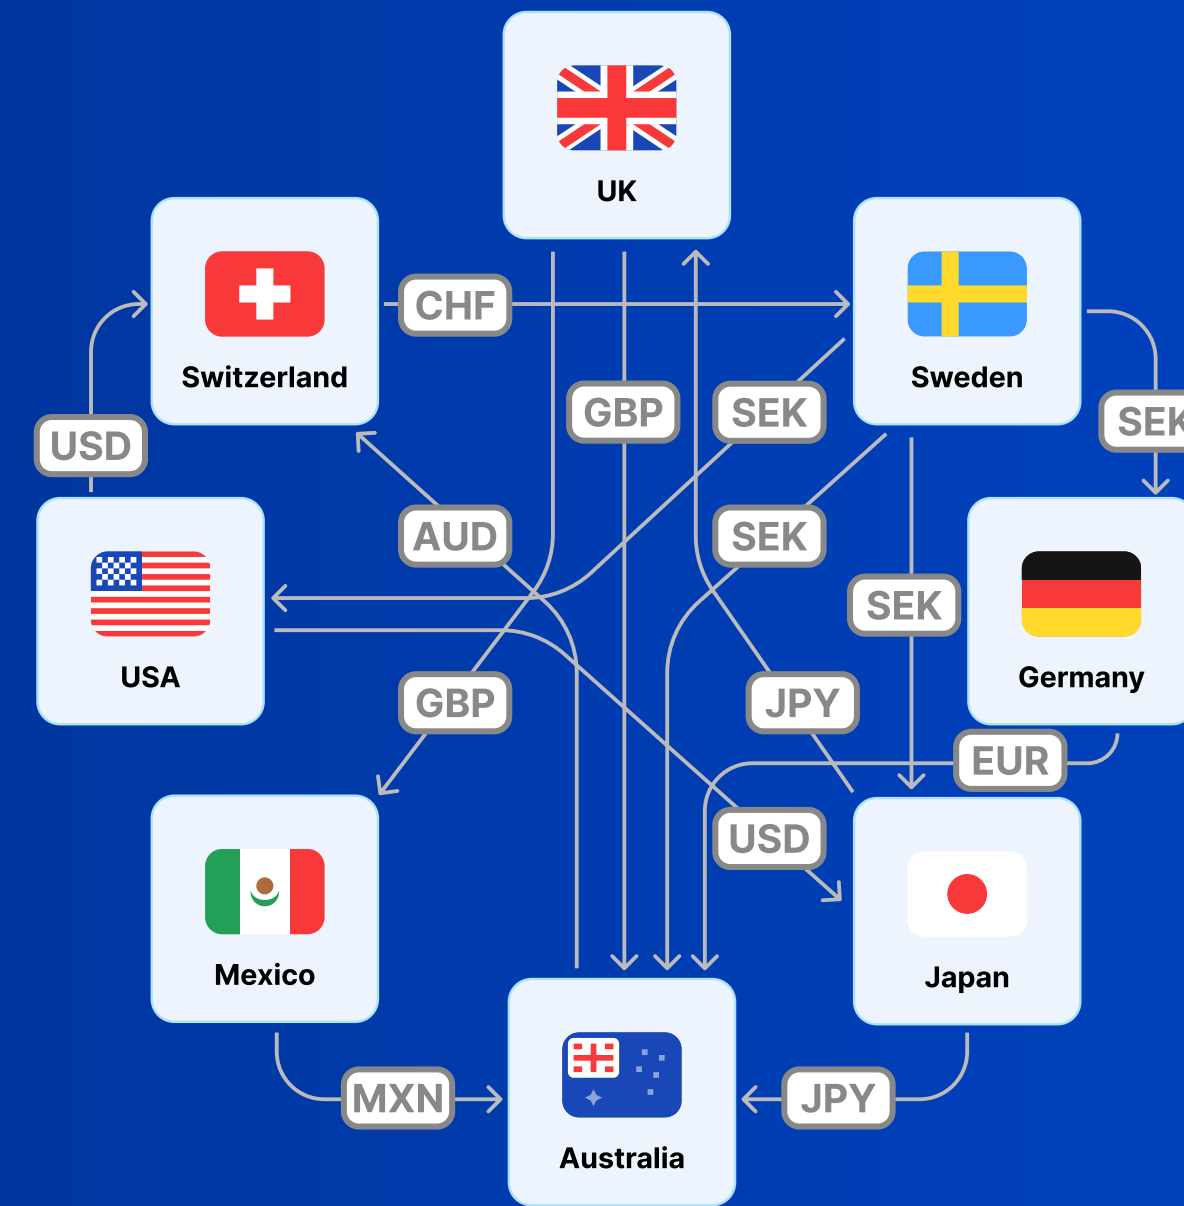 UK
Switzerland
CHF
Sweden
GBP
SEK
SEK
USD
AUD
SEK
SEK
USA
Germany
GBP
JPY
EUR
USD
Mexico
Japan
MXN
JPY
Australia